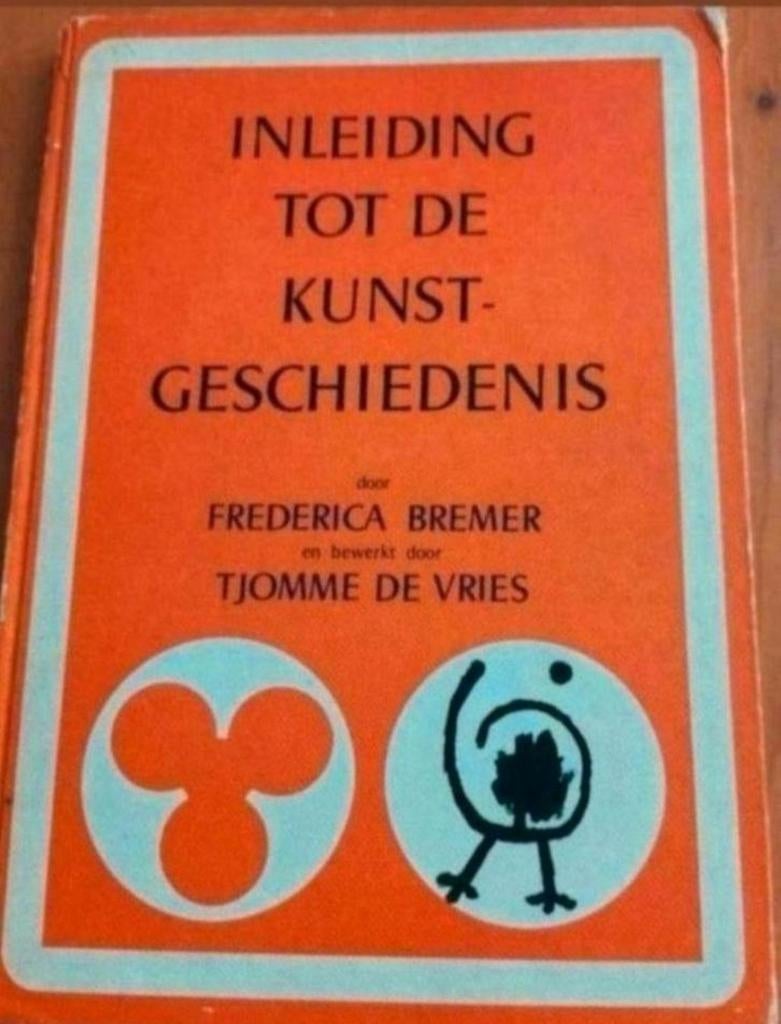 INLEIDING
TOT DE
KUNST-
GESCHIEDENIS
door
FREDERICA BREMER
en bewerkt door
TJOMME DE VRIES